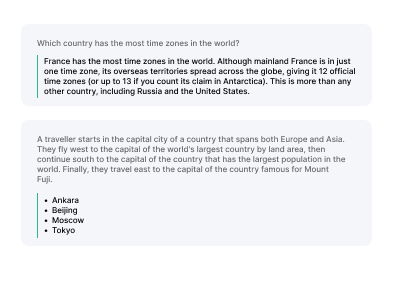 Which country has the most time zones in the world?
France has the most time zones in the world. Although mainland France is in just
one time zone, its overseas territories spread across the globe, giving it 12 official
time zones (or up to 13 if you count its claim in Antarctica). This is more than any
other country, including Russia and the United States.
A traveller starts in the capital city of a country that spans both Europe and Asia.
They fly west to the capital of the world's largest country by land area, then
continue south to the capital of the country that has the largest population in the
world. Finally, they travel east to the capital of the country famous for Mount
Fuji.
• Ankara
• Beijing
• Moscow
• Tokyo